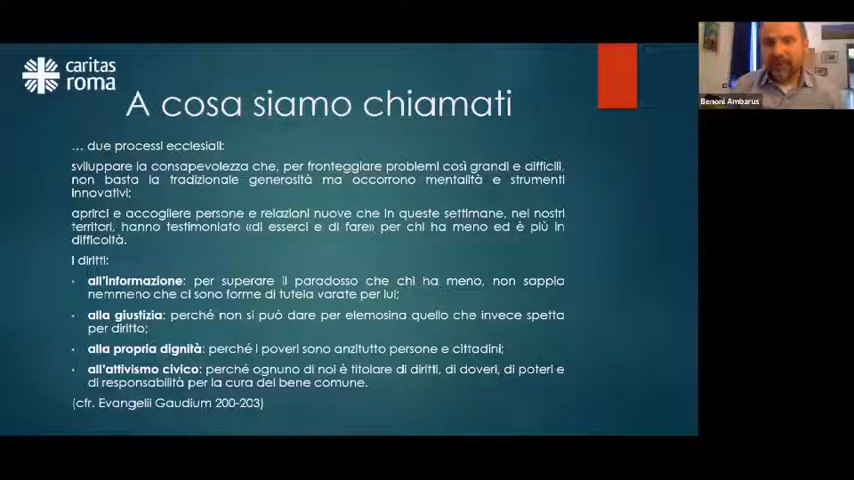 caritas
roma
Benoni Ambarus
A cosa siamo chiamati
... due processi ecclesiali:
sviluppare la consapevolezza che, per fronteggiare problemi così grandi e difficili,
non basta la tradizionale generosità ma occorrono mentalità e strumenti
innovativi;
aprirci e accogliere persone e relazioni nuove che in queste settimane, nei nostri
territori, hanno testimoniato «di esserci e di fare» per chi ha meno ed è più in
difficoltà.
I diritti:
• all'informazione: per superare il paradosso che chi ha meno, non sappia
nemmeno che ci sono forme di tutela varate per lui;
• alla giustizia: perché non si può dare per elemosina quello che invece spetta
per diritto;
• alla propria dignità: perché i poveri sono anzitutto persone e cittadini;
• all'attivismo civico: perché ognuno di noi è titolare di diritti, di doveri, di poteri e
di responsabilità per la cura del bene comune.
(cfr. Evangelii Gaudium 200-203)